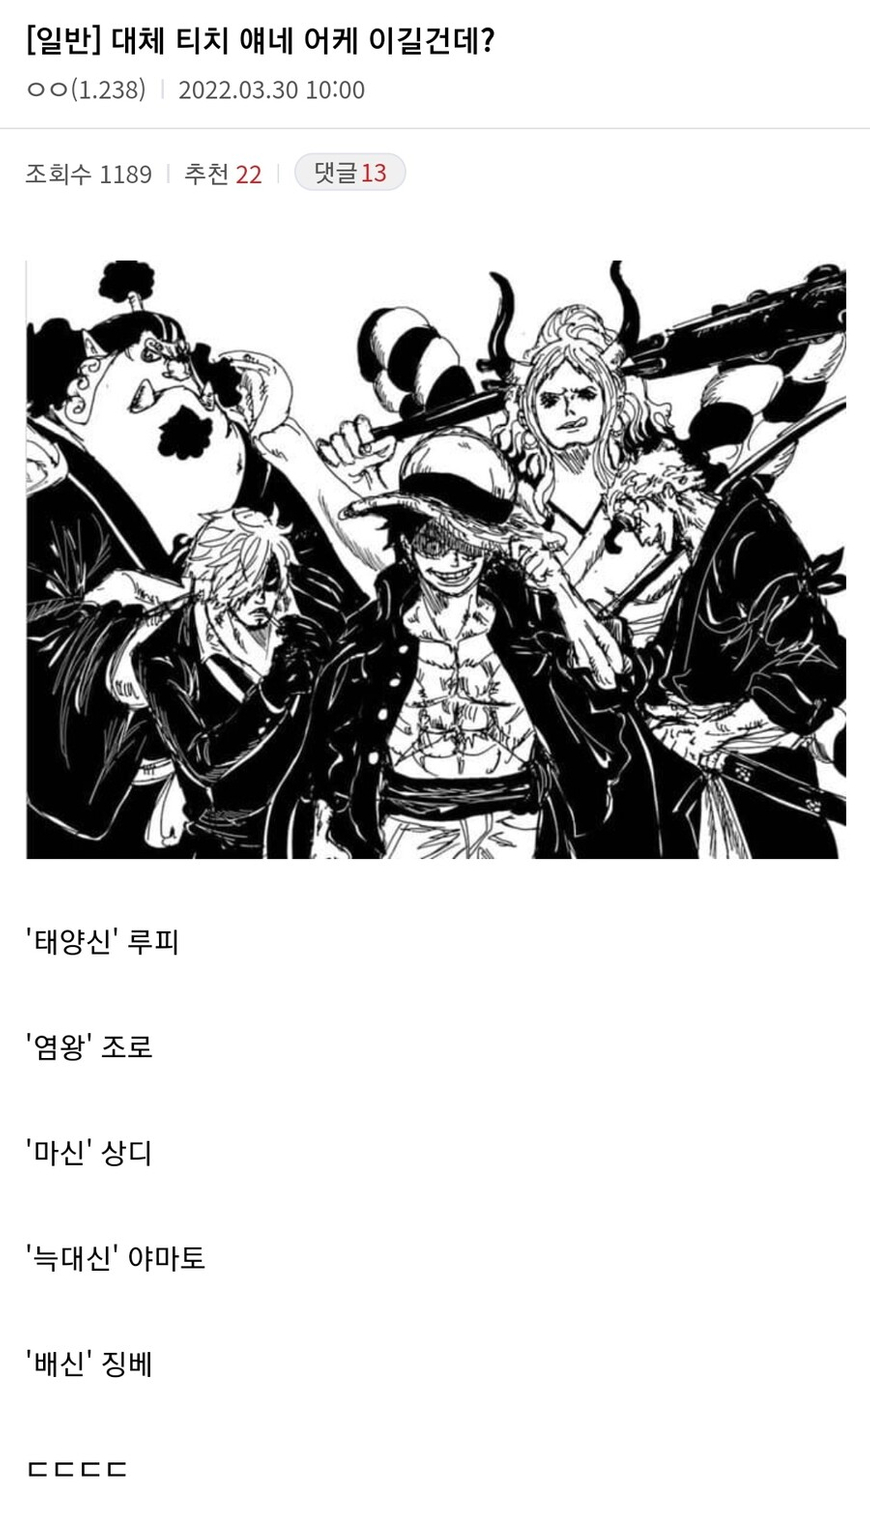 [일반] 대체 티치 얘네 어케 이길건데?
ㅇㅇ(1.238) | 2022.03.30 10:00
조회수 1189 | 추천 22 | 댓글 13
'태양신' 루피
'염왕' 조로
'마신' 상디
'늑대신' 야마토
'배신' 징베
ㄷㄷㄷㄷ